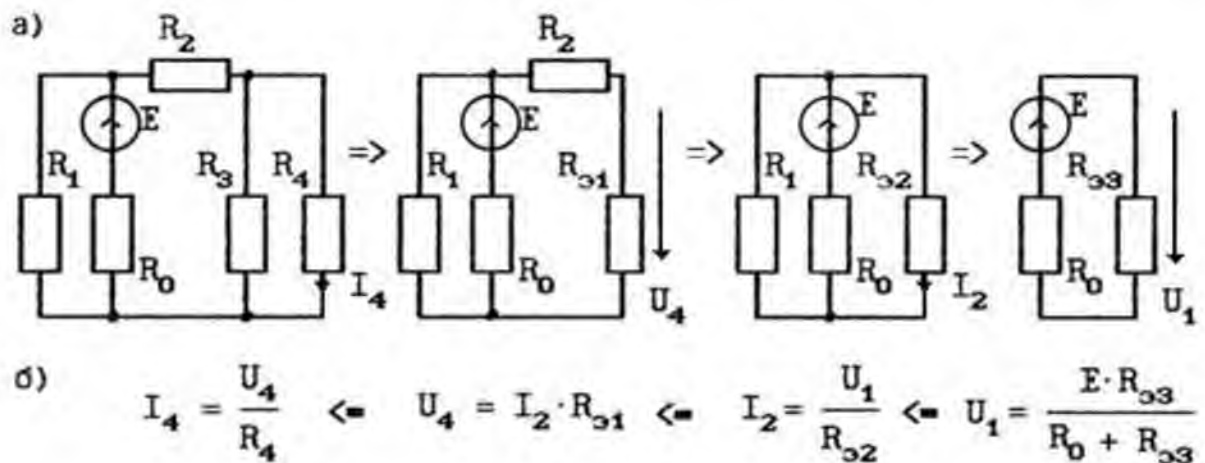 а)
R₂ R₂
E E E
R₁ R₃ R₄ => R₁ Rэ1 => R₁ Rэ2 => Rэ3
R₀ I₄ R₀ U₄ R₀ I₂ R₀ U₁
б) I₄ = U₄/R₄ <= U₄ = I₂·Rэ1 <= I₂ = U₁/Rэ2 <= U₁ = E·Rэ3/(R₀ + Rэ3)